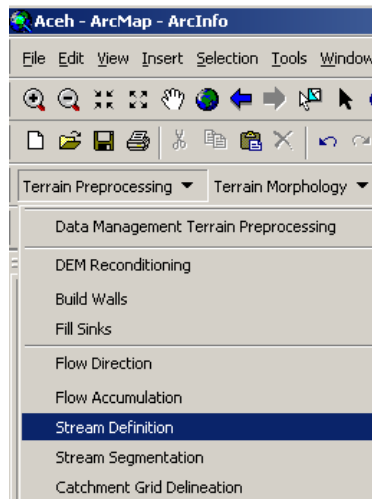 Aceh - ArcMap - ArcInfo
File Edit View Insert Selection Tools Window
Terrain Preprocessing Terrain Morphology
Data Management Terrain Preprocessing
DEM Reconditioning
Build Walls
Fill Sinks
Flow Direction
Flow Accumulation
Stream Definition
Stream Segmentation
Catchment Grid Delineation